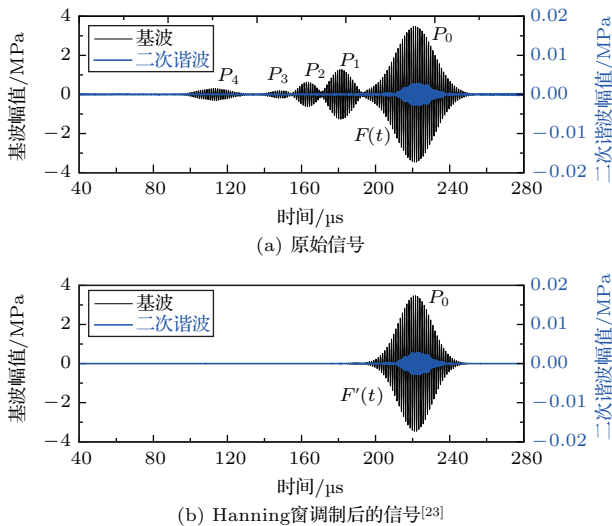 4
2
0
−2
−4
基波幅值/MPa
基波
二次谐波
P4
P3
P2
P1
P0
F(t)
0.02
0.01
0.00
−0.01
−0.02
二次谐波幅值/MPa
40 80 120 160 200 240 280
时间/µs
(a) 原始信号
4
2
0
−2
−4
基波幅值/MPa
基波
二次谐波
P0
F′(t)
0.02
0.01
0.00
−0.01
−0.02
二次谐波幅值/MPa
40 80 120 160 200 240 280
时间/µs
(b) Hanning窗调制后的信号[23]